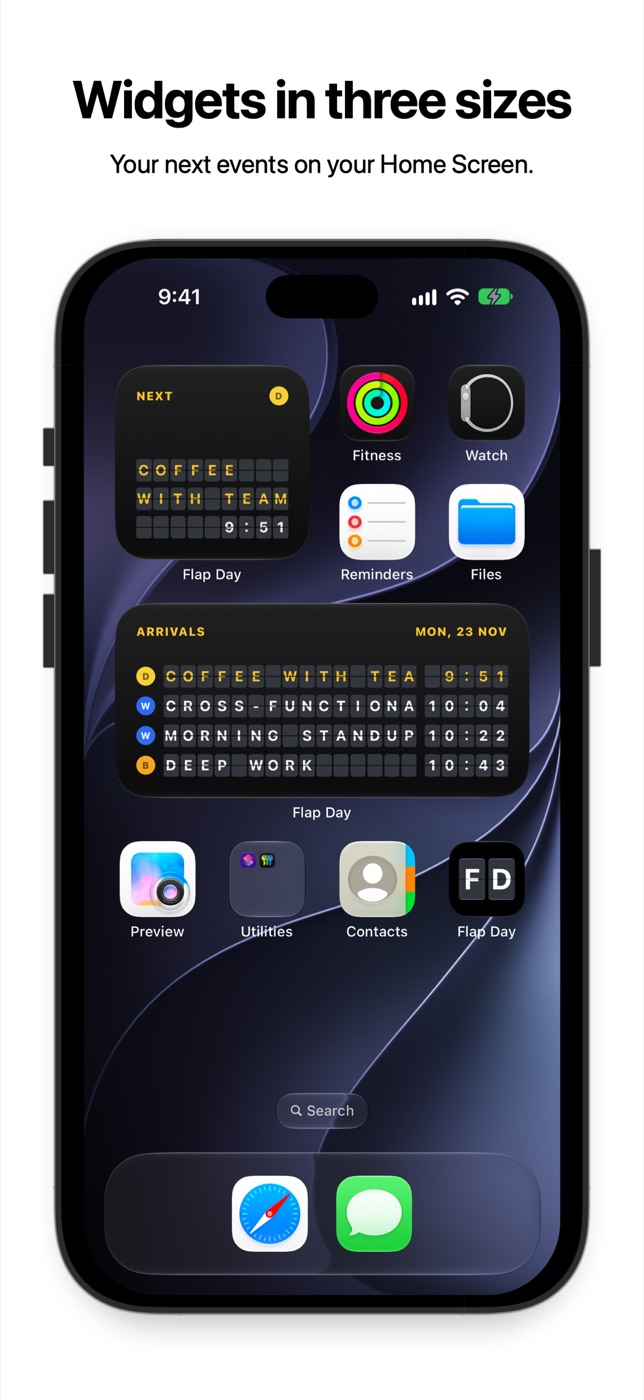 Widgets in three sizes
Your next events on your Home Screen.
9:41
NEXT D
COFFEE
WITH TEAM
9:51
Flap Day
Fitness
Watch
Reminders
Files
ARRIVALS MON, 23 NOV
D COFFEE WITH TEA 9:51
W CROSS-FUNCTIONA 10:04
W MORNING STANDUP 10:22
B DEEP WORK 10:43
Flap Day
FD
Preview Utilities Contacts Flap Day
Search